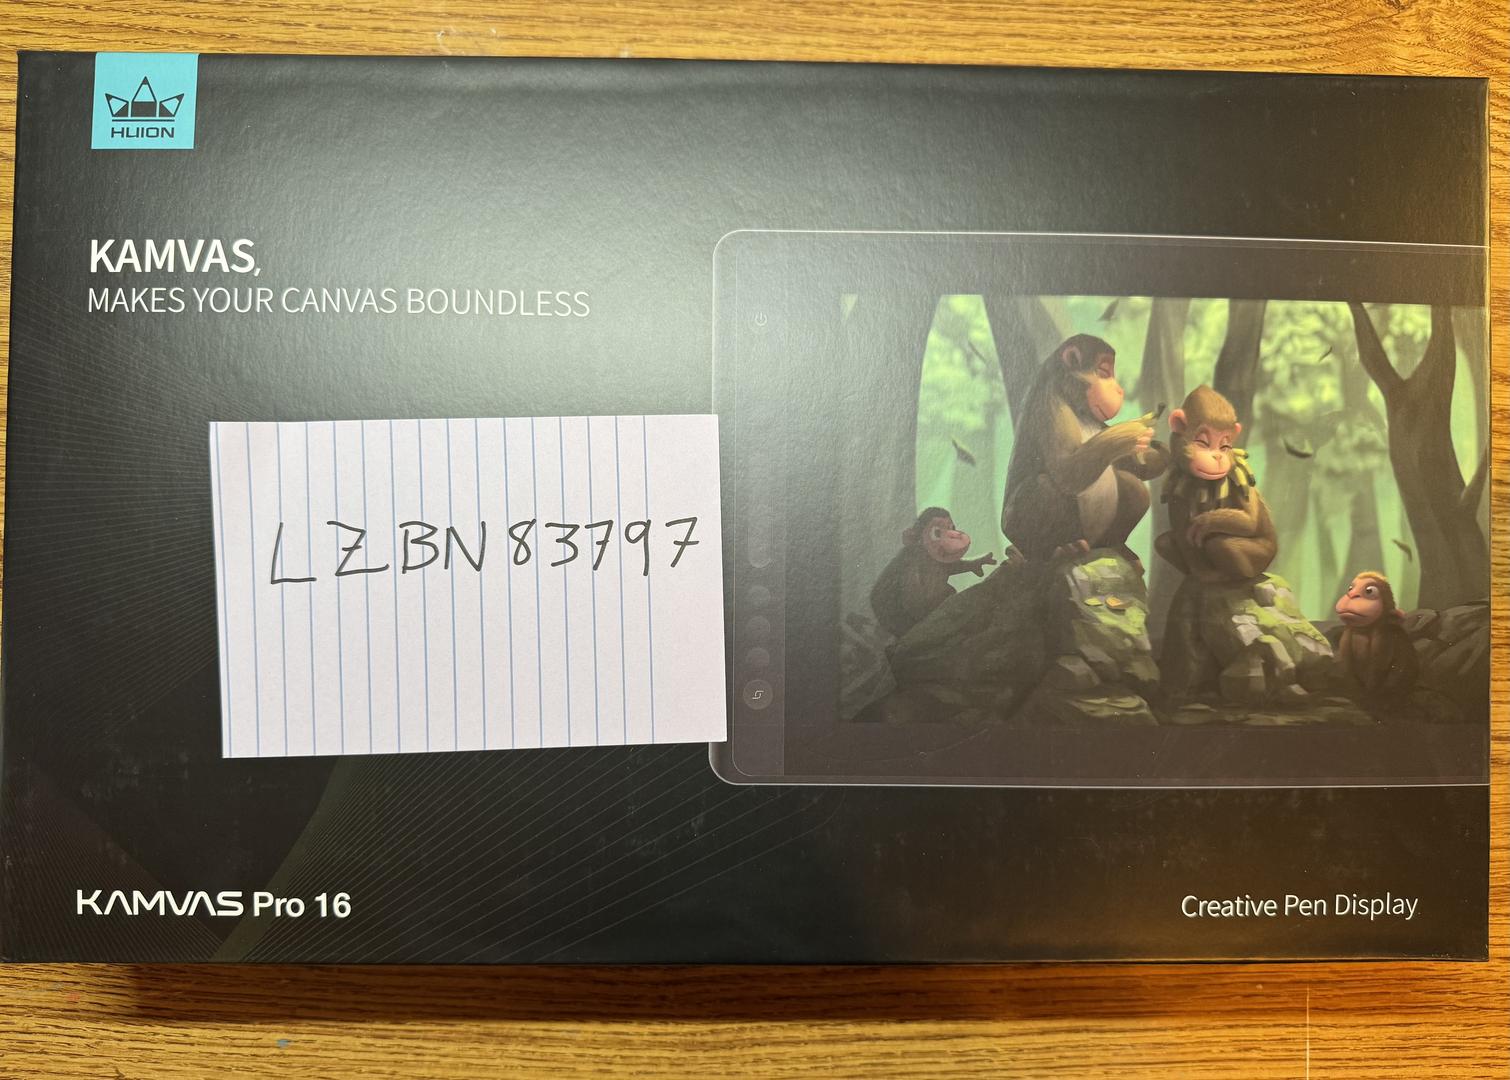 HUION
KAMVAS,
MAKES YOUR CANVAS BOUNDLESS
LZBN83797
KAMVAS Pro 16
Creative Pen Display